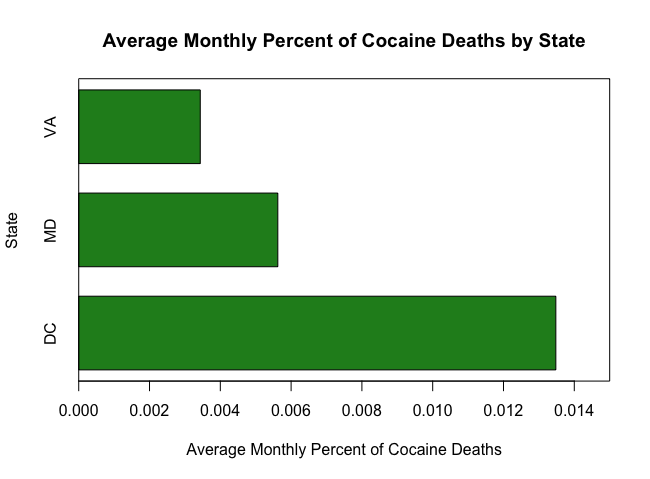 Average Monthly Percent of Cocaine Deaths by State
State
VA
MD
DC
0.000 0.002 0.004 0.006 0.008 0.010 0.012 0.014
Average Monthly Percent of Cocaine Deaths